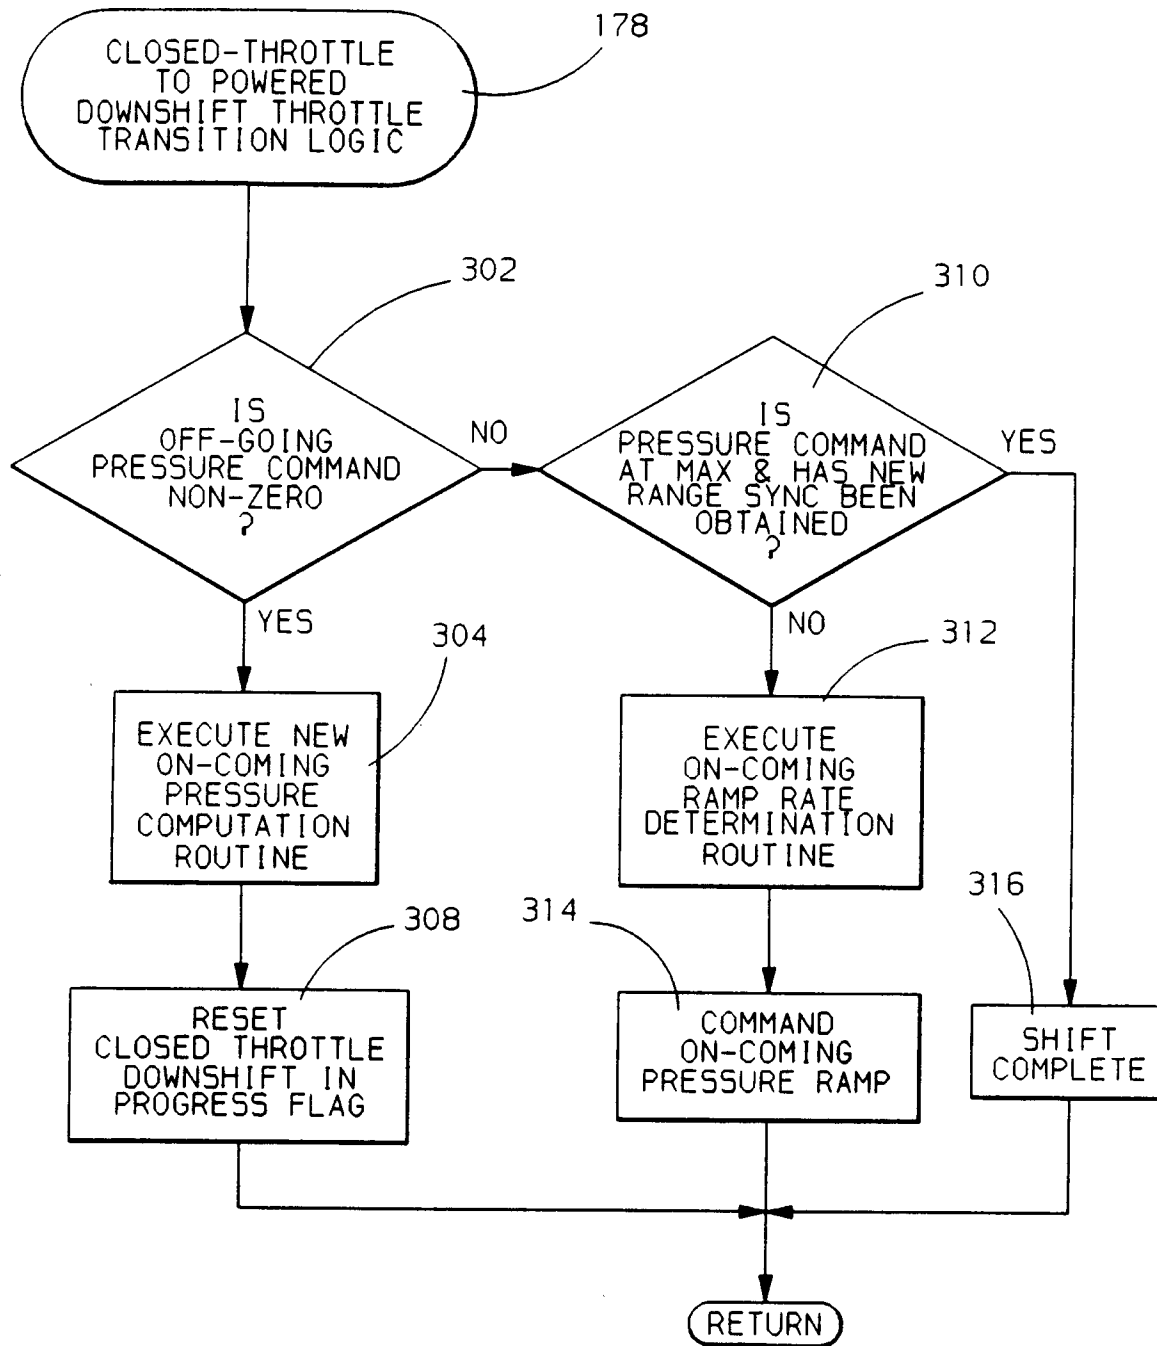 CLOSED-THROTTLE
TO POWERED
DOWNSHIFT THROTTLE
TRANSITION LOGIC
178
302
IS
OFF-GOING
PRESSURE COMMAND
NON-ZERO
?
NO
YES
310
IS
PRESSURE COMMAND
AT MAX & HAS NEW
RANGE SYNC BEEN
OBTAINED
?
YES
NO
304
EXECUTE NEW
ON-COMING
PRESSURE
COMPUTATION
ROUTINE
312
EXECUTE
ON-COMING
RAMP RATE
DETERMINATION
ROUTINE
308
RESET
CLOSED THROTTLE
DOWNSHIFT IN
PROGRESS FLAG
314
COMMAND
ON-COMING
PRESSURE RAMP
316
SHIFT
COMPLETE
RETURN